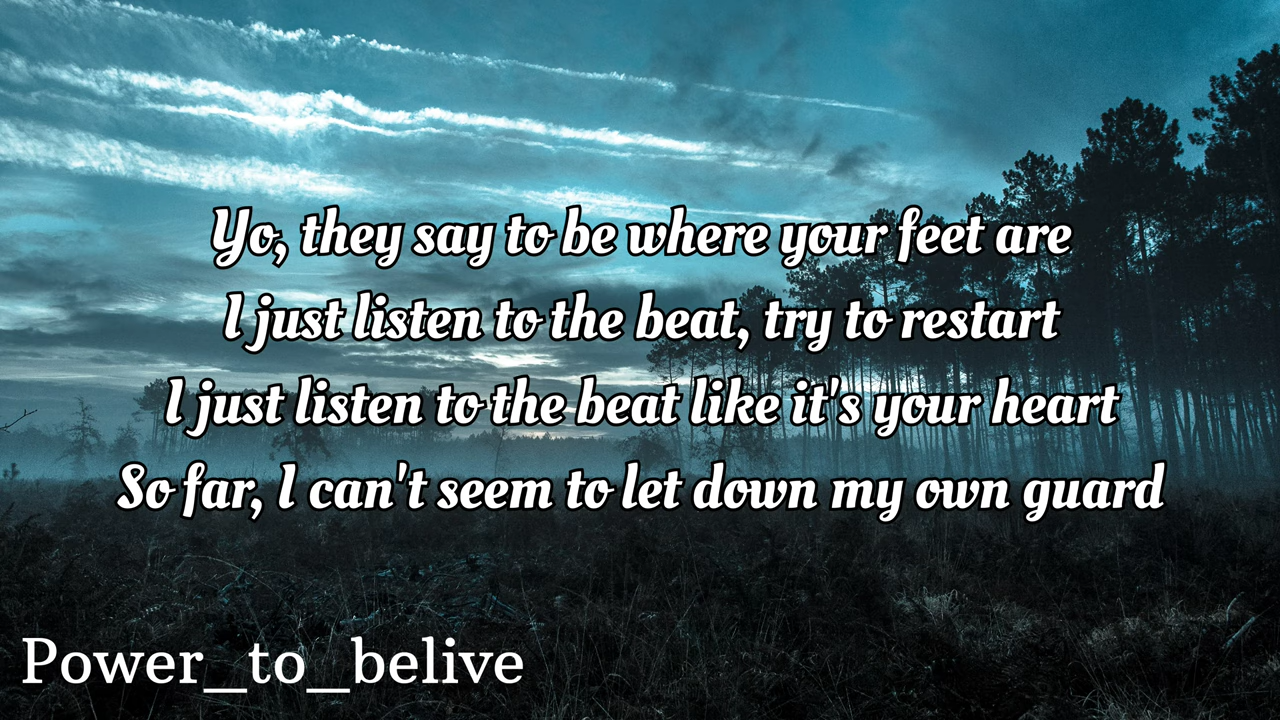 Yo, they say to be where your feet are
I just listen to the beat, try to restart
I just listen to the beat like it's your heart
So far, I can't seem to let down my own guard
Power_to_belive